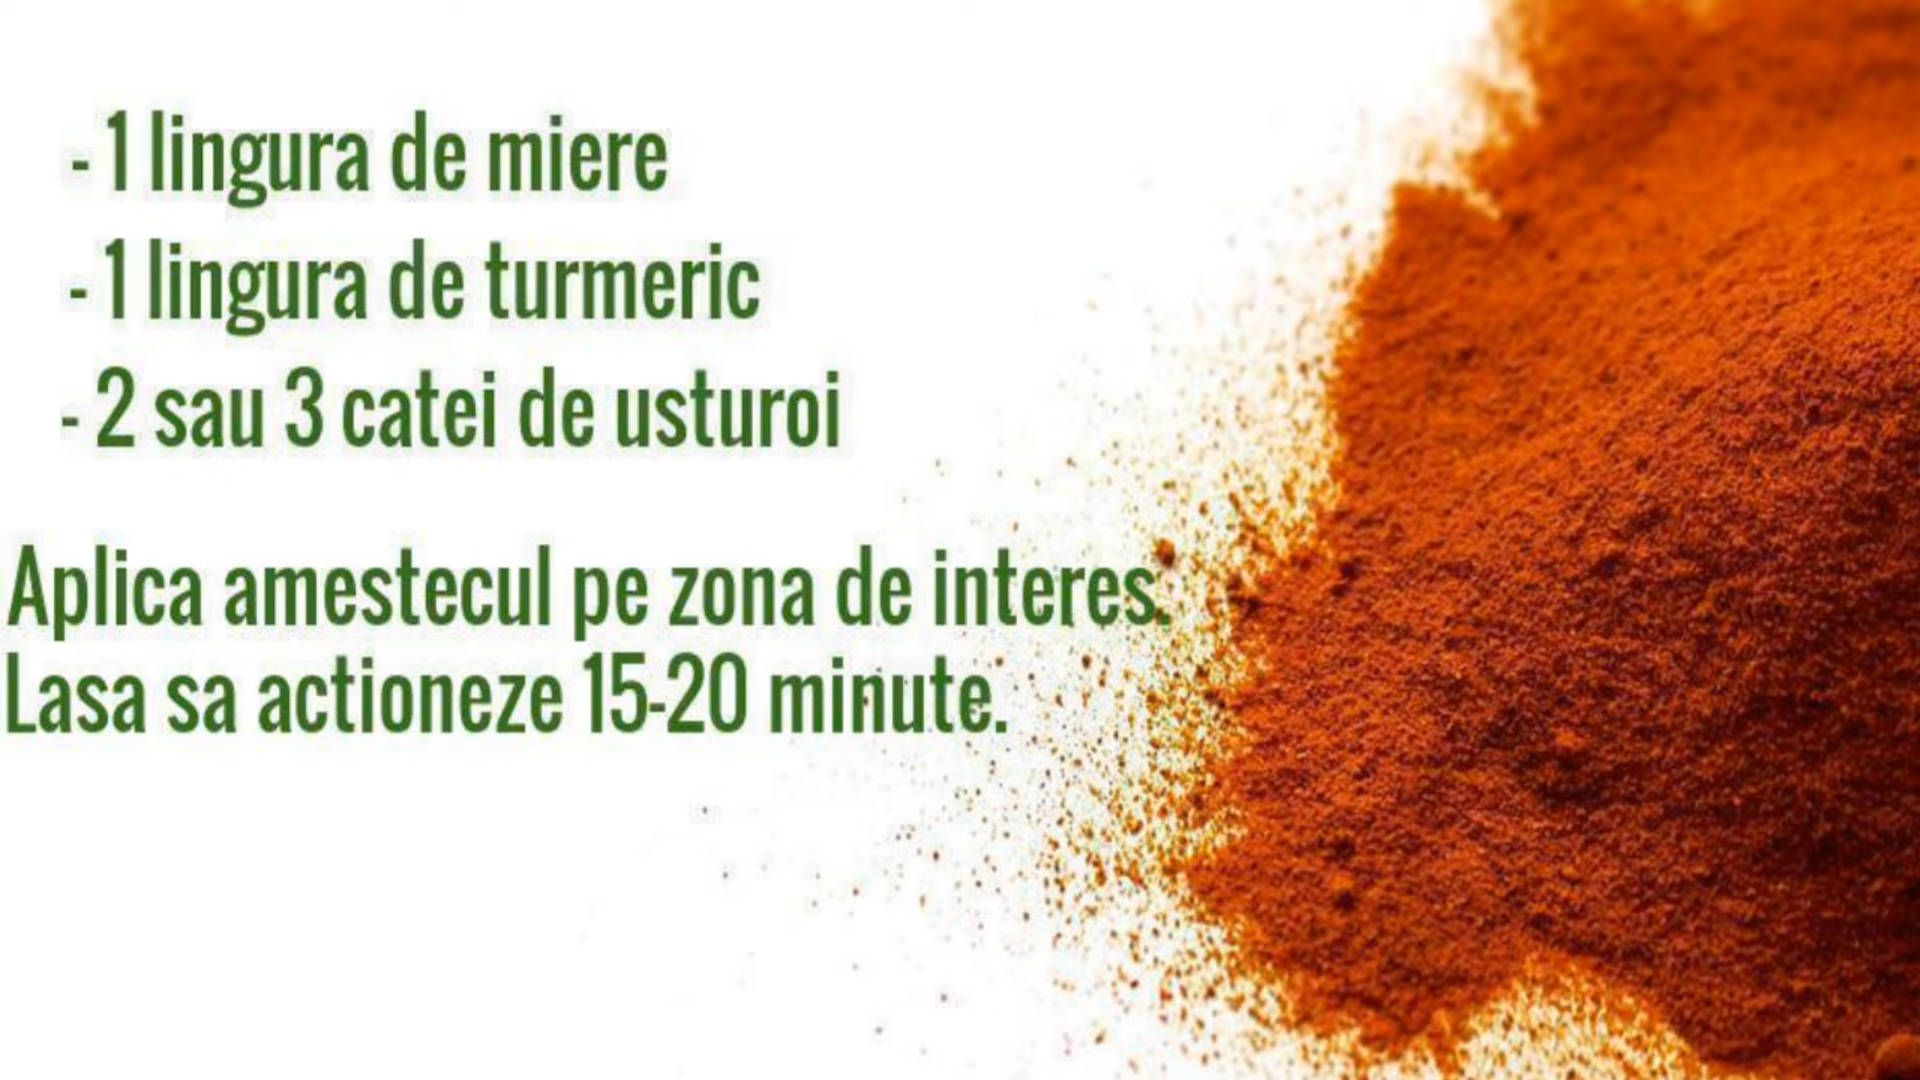 - 1 lingura de miere
- 1 lingura de turmeric
- 2 sau 3 catei de usturoi
Aplica amestecul pe zona de interes.
Lasa sa actioneze 15-20 minute.